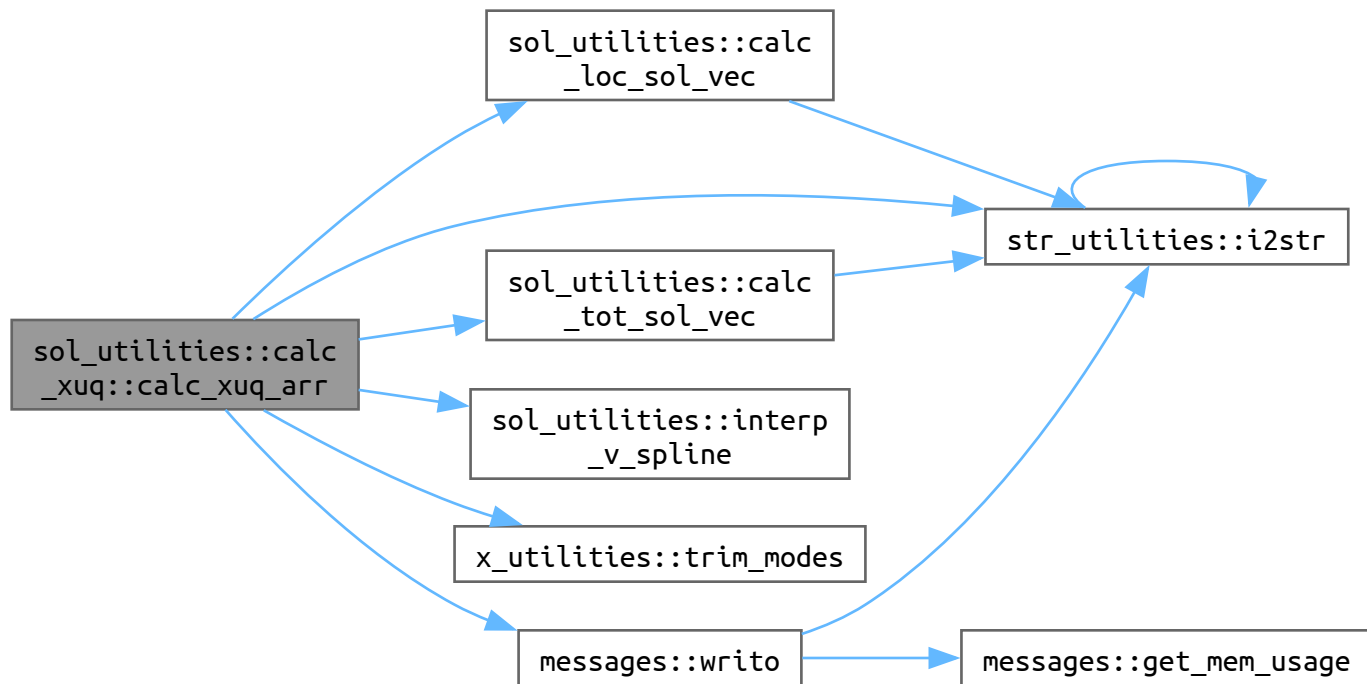 sol_utilities::calc
_loc_sol_vec
str_utilities::i2str
sol_utilities::calc
_tot_sol_vec
sol_utilities::calc
_xuq::calc_xuq_arr
sol_utilities::interp
_v_spline
x_utilities::trim_modes
messages::writo
messages::get_mem_usage